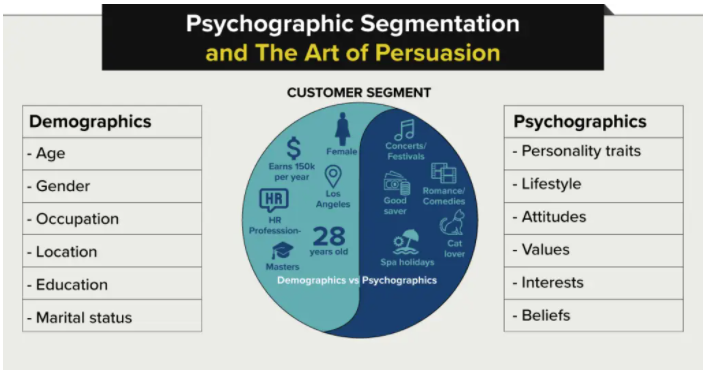 Psychographic Segmentation
and The Art of Persuasion
CUSTOMER SEGMENT
Demographics
- Age
- Gender
- Occupation
- Location
- Education
- Marital status
$
Earns 150k
per year
Female
HR
HR
Professsion-
Los
Angeles
Masters
28
years old
Concerts/
Festivals
Good
saver
Romance/
Comedies
Cat
lover
Spa holidays
Demographics vs Psychographics
Psychographics
- Personality traits
- Lifestyle
- Attitudes
- Values
- Interests
- Beliefs